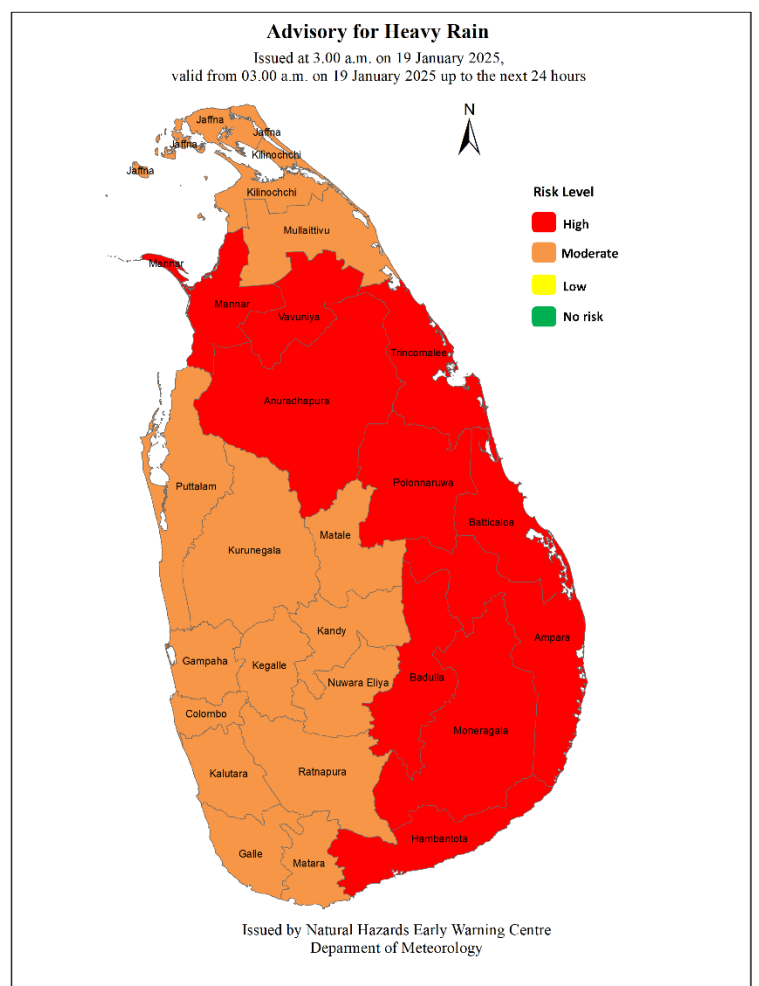 Advisory for Heavy Rain
Issued at 3.00 a.m. on 19 January 2025,
valid from 03.00 a.m. on 19 January 2025 up to the next 24 hours
N
Jaffna
Jaffna
Jaffna
Kilinochchi
Jaffna
Kilinochchi
Mullaittivu
Risk Level
High
Moderate
Low
No risk
Mannar
Mannar
Vavuniya
Trincomalee
Anuradhapura
Puttalam
Polonnaruwa
Batticaloa
Matale
Kurunegala
Kandy
Ampara
Gampaha
Kegalle
Nuwara Eliya
Badulla
Colombo
Moneragala
Kalutara
Ratnapura
Hambantota
Galle
Matara
Issued by Natural Hazards Early Warning Centre
Deparment of Meteorology